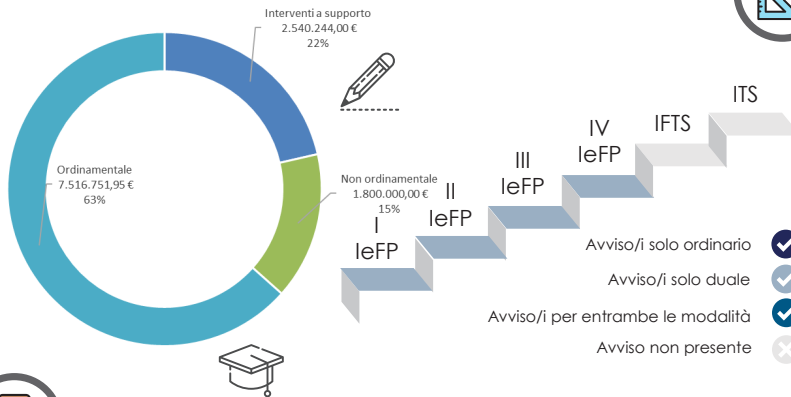 Interventi a supporto
2.540.244,00 €
22%
Ordinamentale
7.516.751,95 €
63%
Non ordinamentale
1.800.000,00 €
15%
I
IeFP
II
IeFP
III
IeFP
IV
IeFP
IFTS
ITS
Avviso/i solo ordinario
Avviso/i solo duale
Avviso/i per entrambe le modalità
Avviso non presente